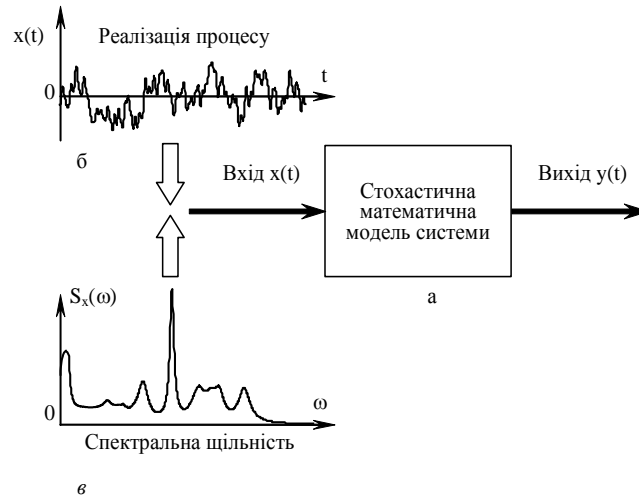 x(t)
Реалізація процесу
t
0
б
Вхід x(t)
Стохастична
математична
модель системи
Вихід y(t)
а
Sx(ω)
0
ω
Спектральна щільність
в